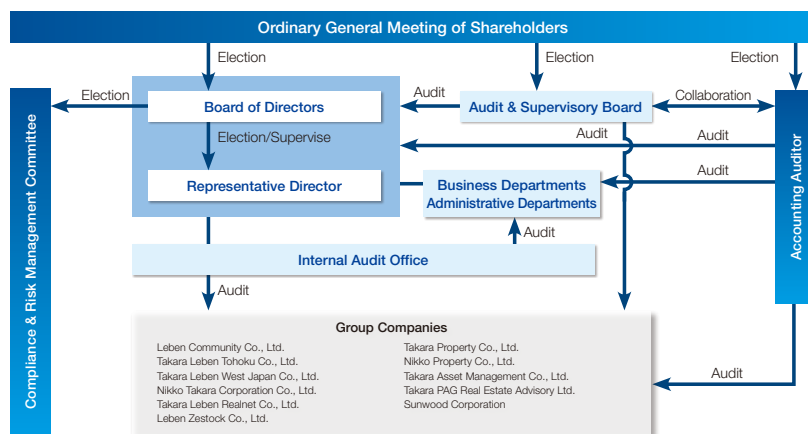 Ordinary General Meeting of Shareholders
Election
Election
Election
Election
Board of Directors
Audit
Audit & Supervisory Board
Collaboration
Election/Supervise
Audit
Audit
Representative Director
Business Departments
Administrative Departments
Audit
Audit
Internal Audit Office
Audit
Compliance & Risk Management Committee
Accounting Auditor
Group Companies
Leben Community Co., Ltd.
Takara Leben Tohoku Co., Ltd.
Takara Leben West Japan Co., Ltd.
Nikko Takara Corporation Co., Ltd.
Takara Leben Realnet Co., Ltd.
Leben Zestock Co., Ltd.
Takara Property Co., Ltd.
Nikko Property Co., Ltd.
Takara Asset Management Co., Ltd.
Takara PAG Real Estate Advisory Ltd.
Sunwood Corporation
Audit